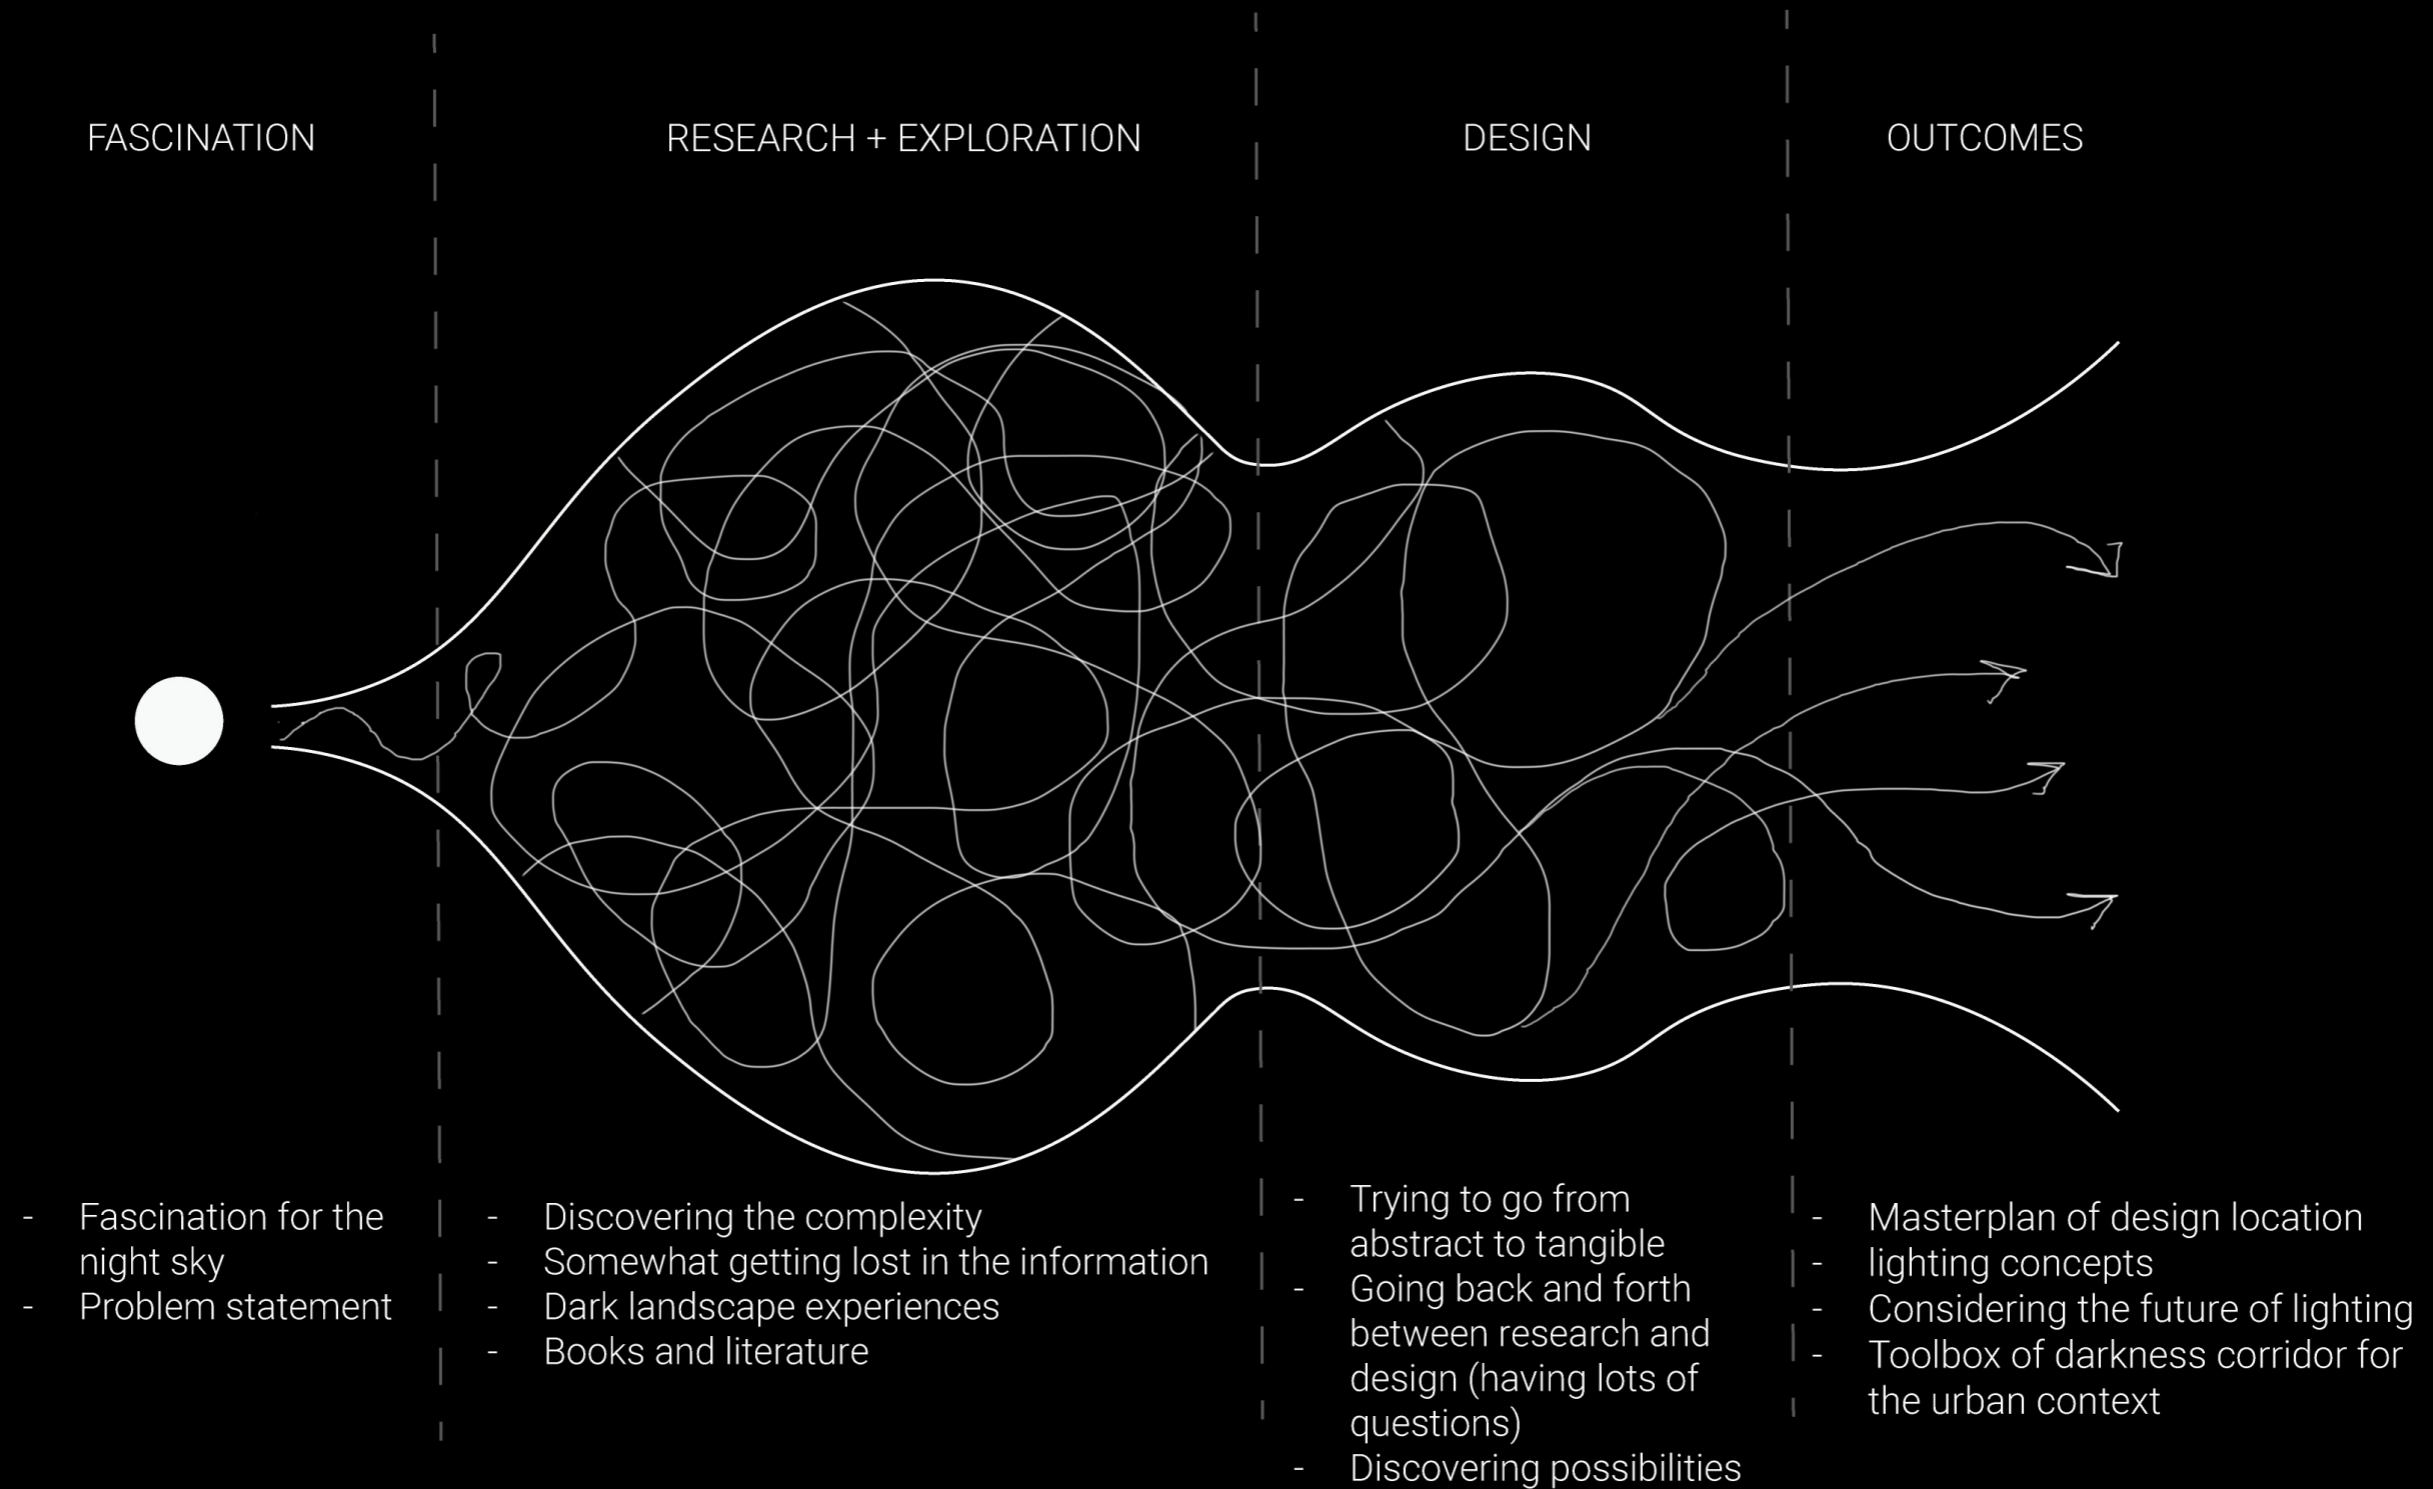 FASCINATION
RESEARCH + EXPLORATION
DESIGN
OUTCOMES
- Fascination for the
night sky
- Problem statement
- Discovering the complexity
- Somewhat getting lost in the information
- Dark landscape experiences
- Books and literature
- Trying to go from
abstract to tangible
- Going back and forth
between research and
design (having lots of
questions)
- Discovering possibilities
- Masterplan of design location
- lighting concepts
- Considering the future of lighting
- Toolbox of darkness corridor for
the urban context